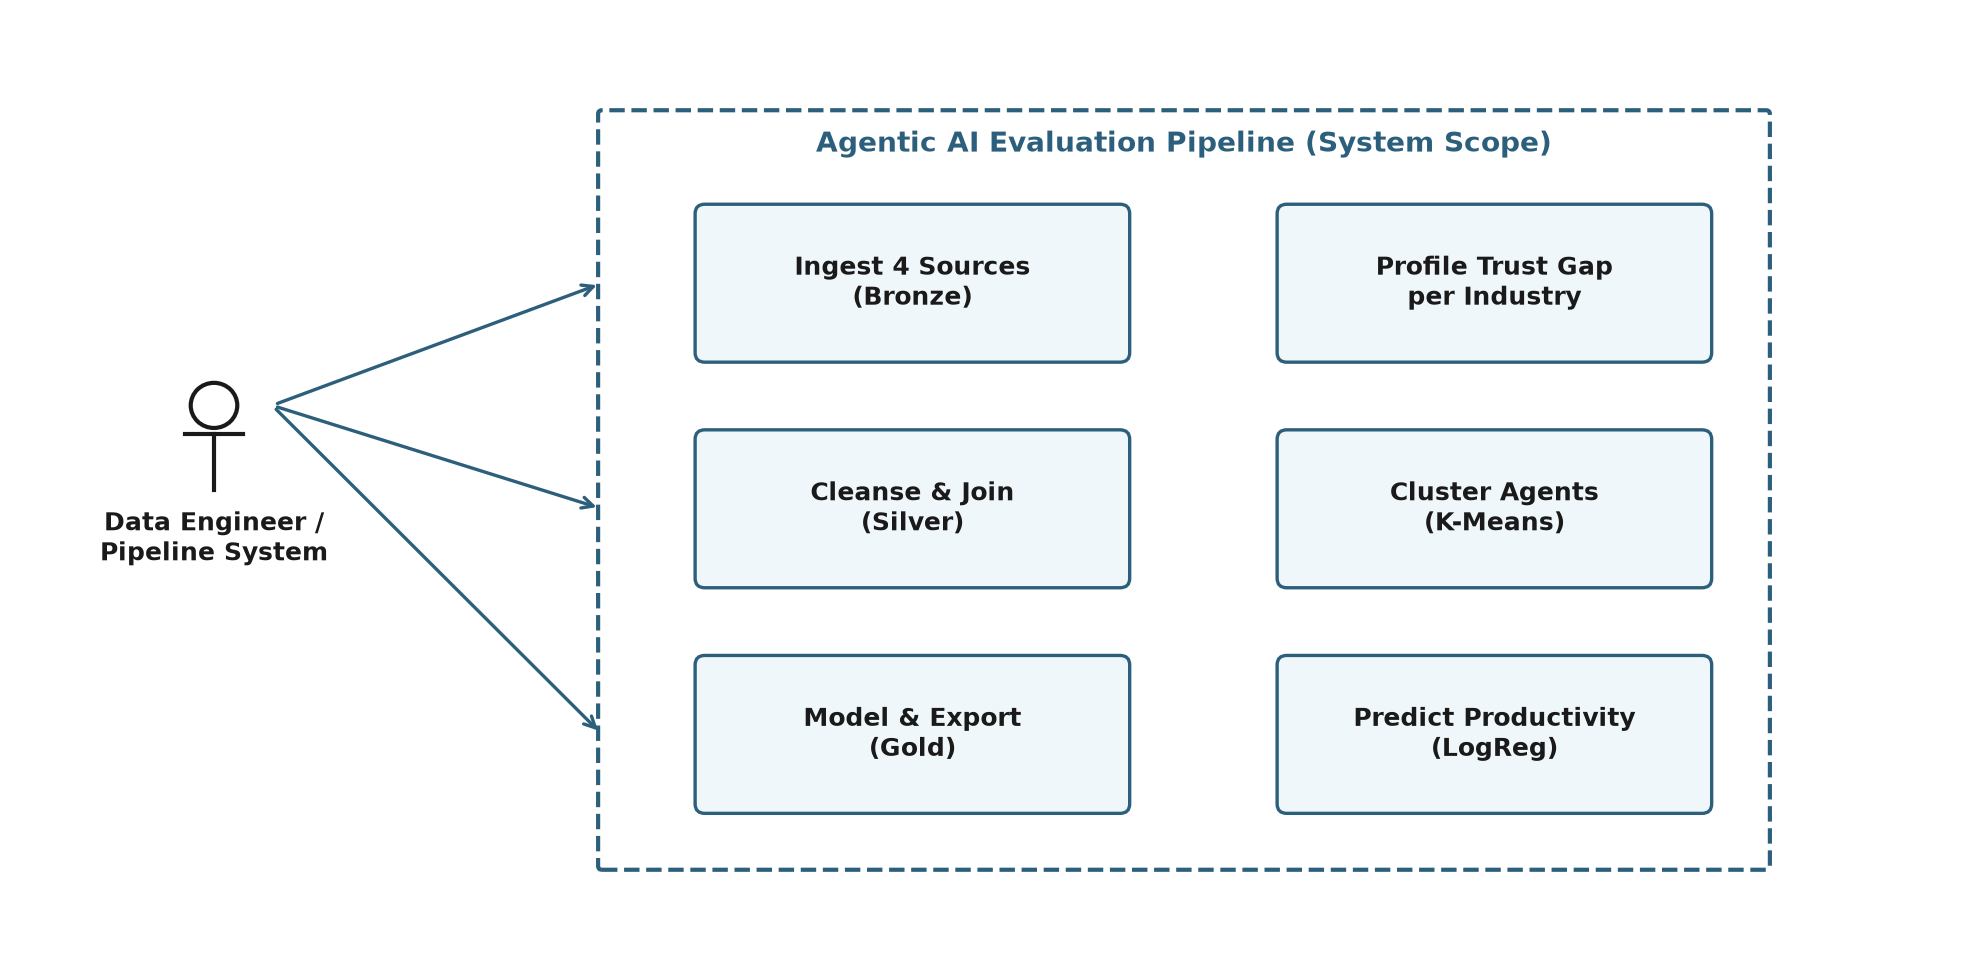 Agentic AI Evaluation Pipeline (System Scope)
Ingest 4 Sources
(Bronze)
Profile Trust Gap
per Industry
Data Engineer /
Pipeline System
Cleanse & Join
(Silver)
Cluster Agents
(K-Means)
Model & Export
(Gold)
Predict Productivity
(LogReg)